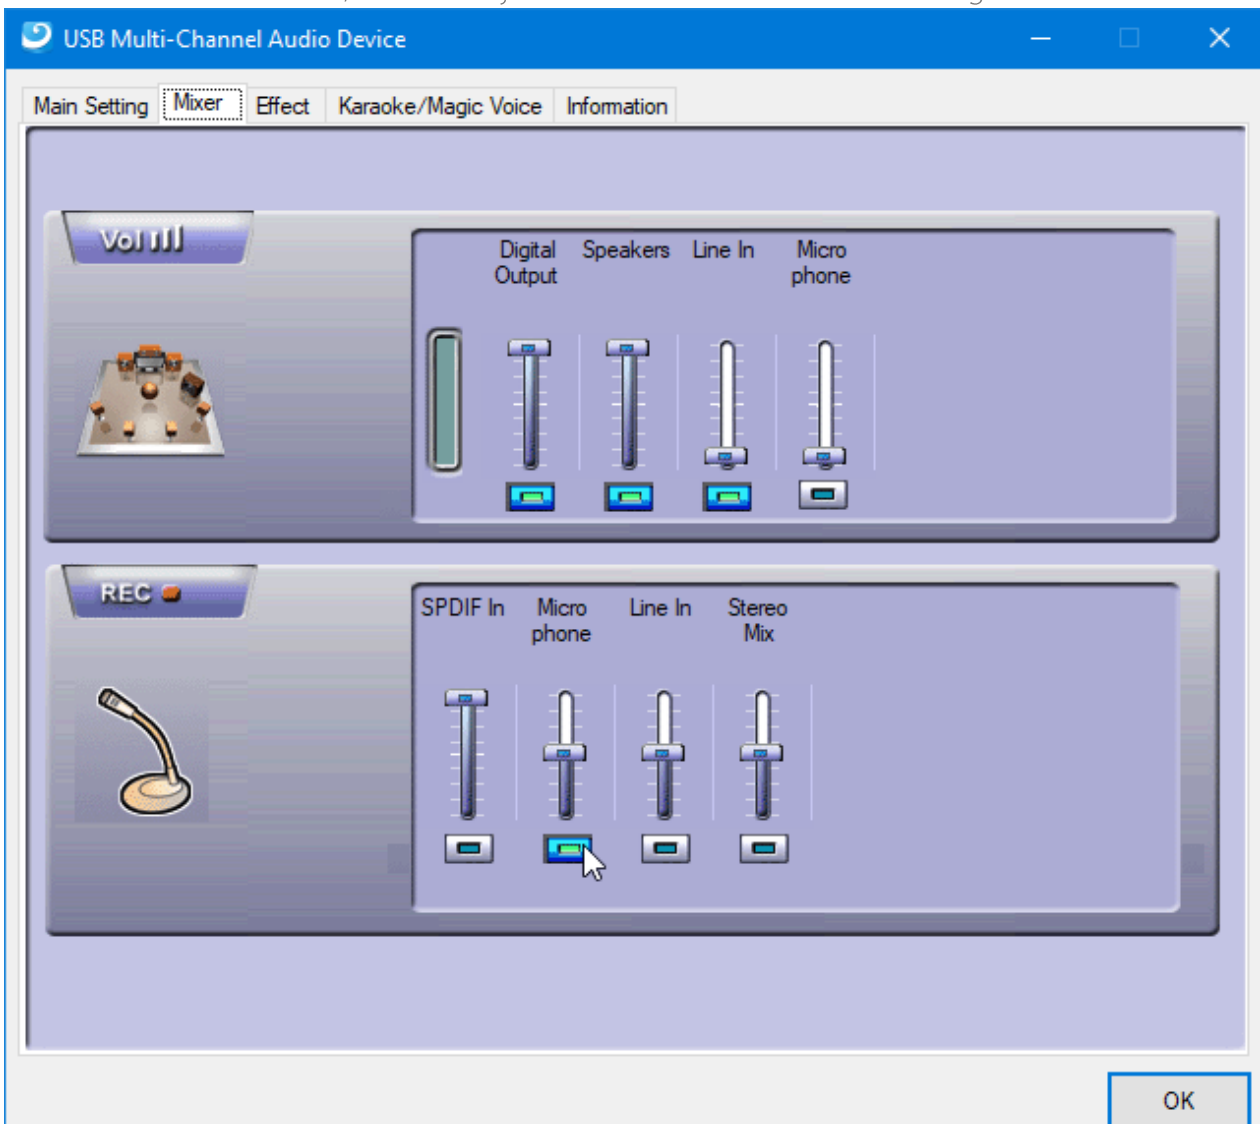 USB Multi-Channel Audio Device
Main Setting Mixer Effect Karaoke/Magic Voice Information
Vol
Digital Output Speakers Line In Micro phone
REC
SPDIF In Micro phone Line In Stereo Mix
OK